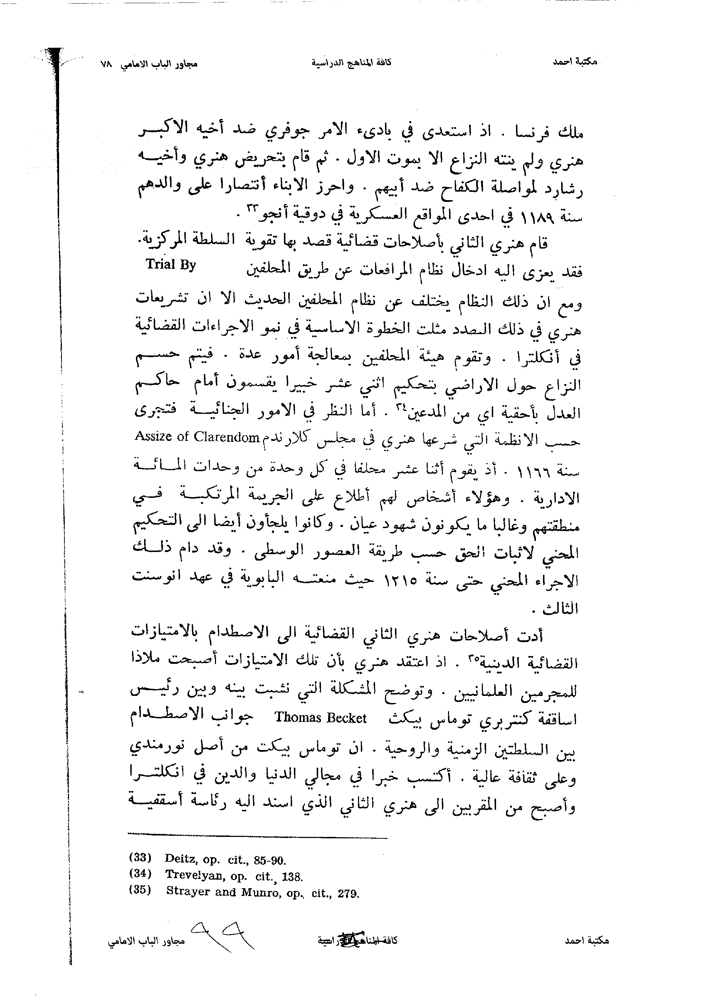 مكتبة احمد كافة المناهج الدراسية مجاور الباب الامامي ٧٨
ملك فرنسا . اذ استعدى في بادىء الامر جوفري ضد أخيه الاكبـر
هنري ولم ينته النزاع الا بموت الاول . ثم قام بتحريض هنري وأخيـه
رشارد لمواصلة الكفاح ضد أبيهم . واحرز الابناء أنتصارا على والدهم
سنة ١١٨٩ في احدى المواقع العسكرية في دوقية أنجو٣٣ .
قام هنري الثاني بأصلاحات قضائية قصد بها تقوية السلطة المركزية.
فقد يعزى اليه ادخال نظام المرافعات عن طريق المحلفين Trial By
ومع ان ذلك النظام يختلف عن نظام المحلفين الحديث الا ان تشريعات
هنري في ذلك الصدد مثلت الخطوة الاساسية في نمو الاجراءات القضائية
في أنكلترا . وتقوم هيئة المحلفين بمعالجة أمور عدة . فيتم حسـم
النزاع حول الاراضي بتحكيم اثني عشر خبيرا يقسمون أمام حاكـم
العدل بأحقية اي من المدعين٣٤ . أما النظر في الامور الجنائيـة فتجرى
حسب الانظمة التي شرعها هنري في مجلس كلارندم Assize of Clarendom
سنة ١١٦٦ . أذ يقوم أثنا عشر محلفا في كل وحدة من وحدات المـائـة
الادارية . وهؤلاء أشخاص لهم أطلاع على الجريمة المرتكبـة فـي
منطقتهم وغالبا ما يكونون شهود عيان . وكانوا يلجأون أيضا الى التحكيم
المحني لاثبات الحق حسب طريقة العصور الوسطى . وقد دام ذلـك
الاجراء المحني حتى سنة ١٢١٥ حيث منعتـه البابوية في عهد انوسنت
الثالث .
أدت أصلاحات هنري الثاني القضائية الى الاصطدام بالامتيازات
القضائية الدينية٣٥ . اذ اعتقد هنري بأن تلك الامتيازات أصبحت ملاذا
للمجرمين العلمانيين . وتوضح المشكلة التي نشبت بينه وبين رئيـس
اساقفة كنتربري توماس بيكث Thomas Becket جوانب الاصطـدام
بين السلطتين الزمنية والروحية . ان توماس بيكت من أصل نورمندي
وعلى ثقافة عالية . أكتسب خبرا في مجالي الدنيا والدين في انكلتـرا
وأصبح من المقربين الى هنري الثاني الذي اسند اليه رئاسة أسقفيـة
(33) Deitz, op. cit., 85-90.
(34) Trevelyan, op. cit., 138.
(35) Strayer and Munro, op., cit., 279.
٩٩
مكتبة احمد كافة المناهج الدراسية مجاور الباب الامامي